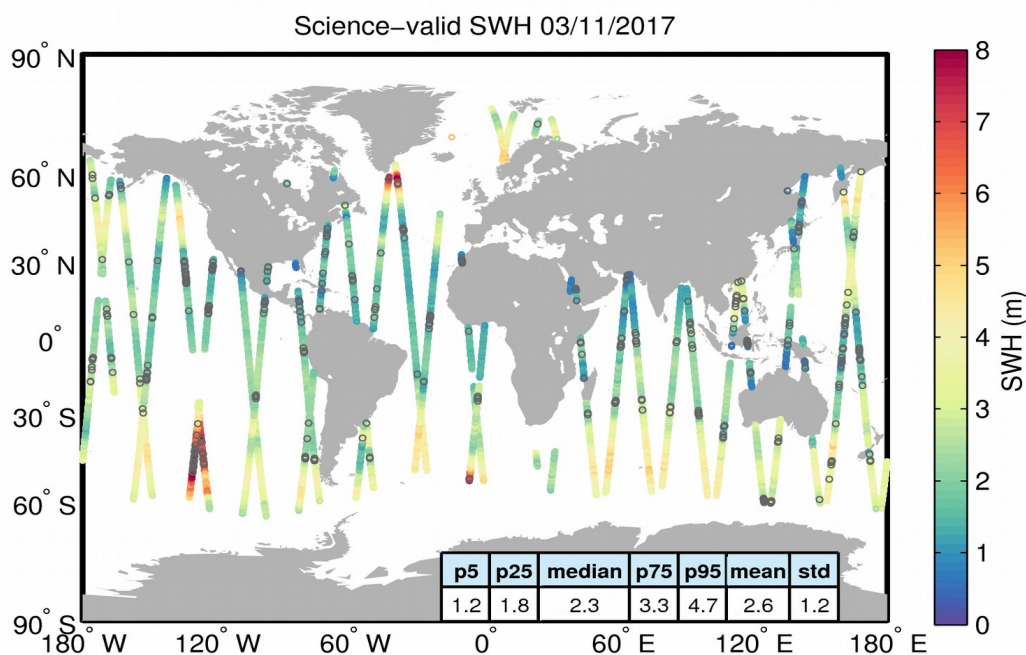 Science−valid SWH 03/11/2017
90° N
60° N
30° N
0°
30° S
60° S
90° S
180° W
120° W
60° W
0°
60° E
120° E
180° E
p5 p25 median p75 p95 mean std
1.2 1.8 2.3 3.3 4.7 2.6 1.2
8
7
6
5
4
3
2
1
0
SWH (m)